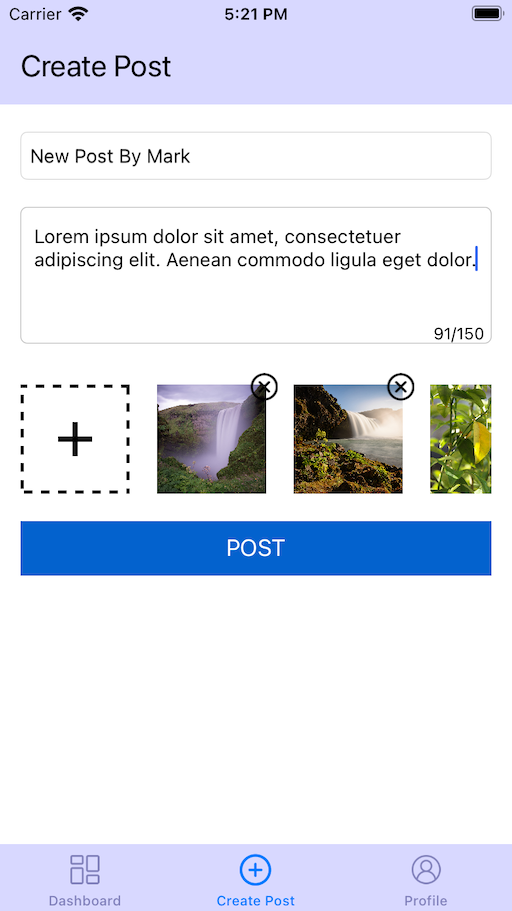 Carrier 5:21 PM
Create Post
New Post By Mark
Lorem ipsum dolor sit amet, consectetuer
adipiscing elit. Aenean commodo ligula eget dolor.
91/150
POST
Dashboard Create Post Profile